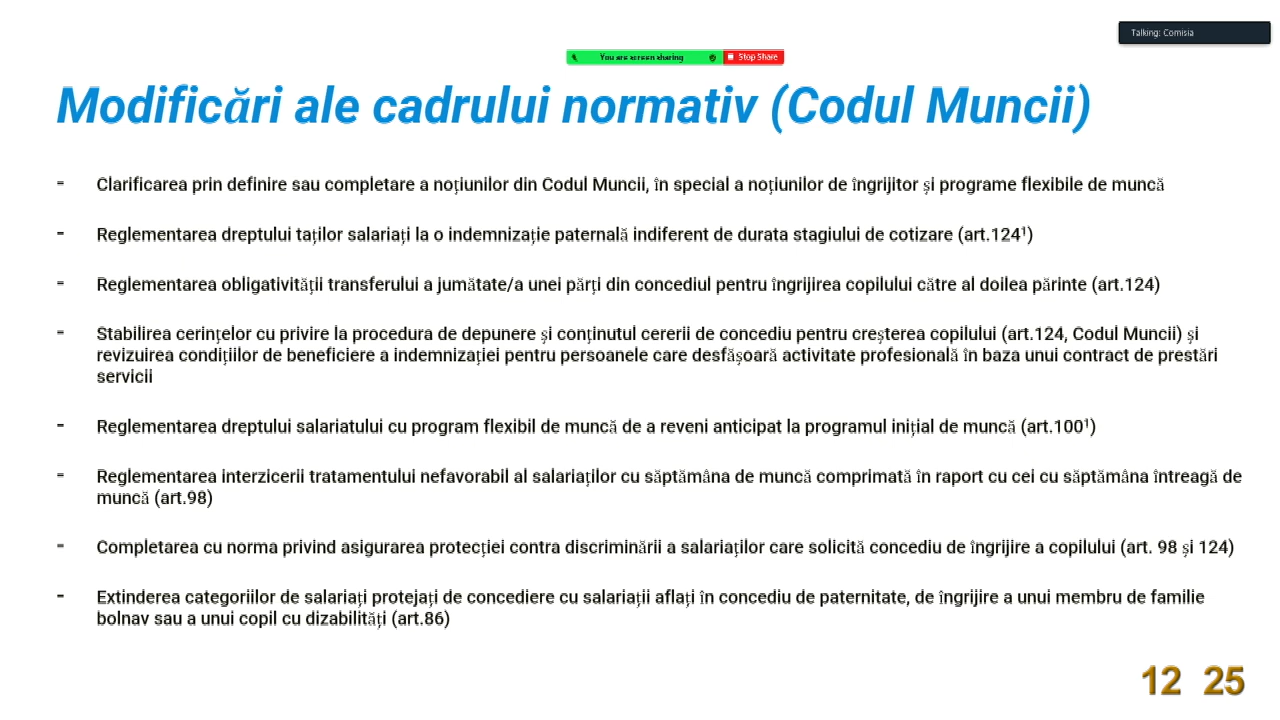 Talking: Comisia
You are screen sharing Stop Share
Modificări ale cadrului normativ (Codul Muncii)
- Clarificarea prin definire sau completare a noțiunilor din Codul Muncii, în special a noțiunilor de îngrijitor și programe flexibile de muncă
- Reglementarea dreptului taților salariați la o indemnizație paternală indiferent de durata stagiului de cotizare (art.124¹)
- Reglementarea obligativității transferului a jumătate/a unei părți din concediul pentru îngrijirea copilului către al doilea părinte (art.124)
- Stabilirea cerințelor cu privire la procedura de depunere și conținutul cererii de concediu pentru creșterea copilului (art.124, Codul Muncii) și
revizuirea condițiilor de beneficiere a indemnizației pentru persoanele care desfășoară activitate profesională în baza unui contract de prestări
servicii
- Reglementarea dreptului salariatului cu program flexibil de muncă de a reveni anticipat la programul inițial de muncă (art.100¹)
- Reglementarea interzicerii tratamentului nefavorabil al salariaților cu săptămâna de muncă comprimată în raport cu cei cu săptămâna întreagă de
muncă (art.98)
- Completarea cu norma privind asigurarea protecției contra discriminării a salariaților care solicită concediu de îngrijire a copilului (art. 98 și 124)
- Extinderea categoriilor de salariați protejați de concediere cu salariații aflați în concediu de paternitate, de îngrijire a unui membru de familie
bolnav sau a unui copil cu dizabilități (art.86)
12 25